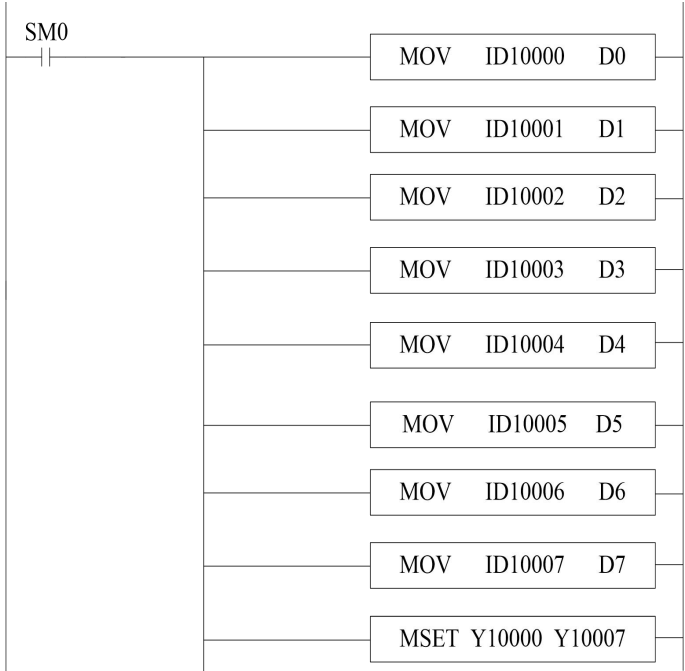 SM0
MOV ID10000 D0
MOV ID10001 D1
MOV ID10002 D2
MOV ID10003 D3
MOV ID10004 D4
MOV ID10005 D5
MOV ID10006 D6
MOV ID10007 D7
MSET Y10000 Y10007